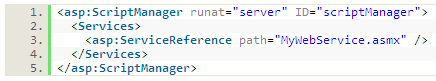 1. <asp:ScriptManager runat="server" ID="scriptManager">
2.   <Services>
3.     <asp:ServiceReference path="MyWebService.asmx" />
4.   </Services>
5. </asp:ScriptManager>